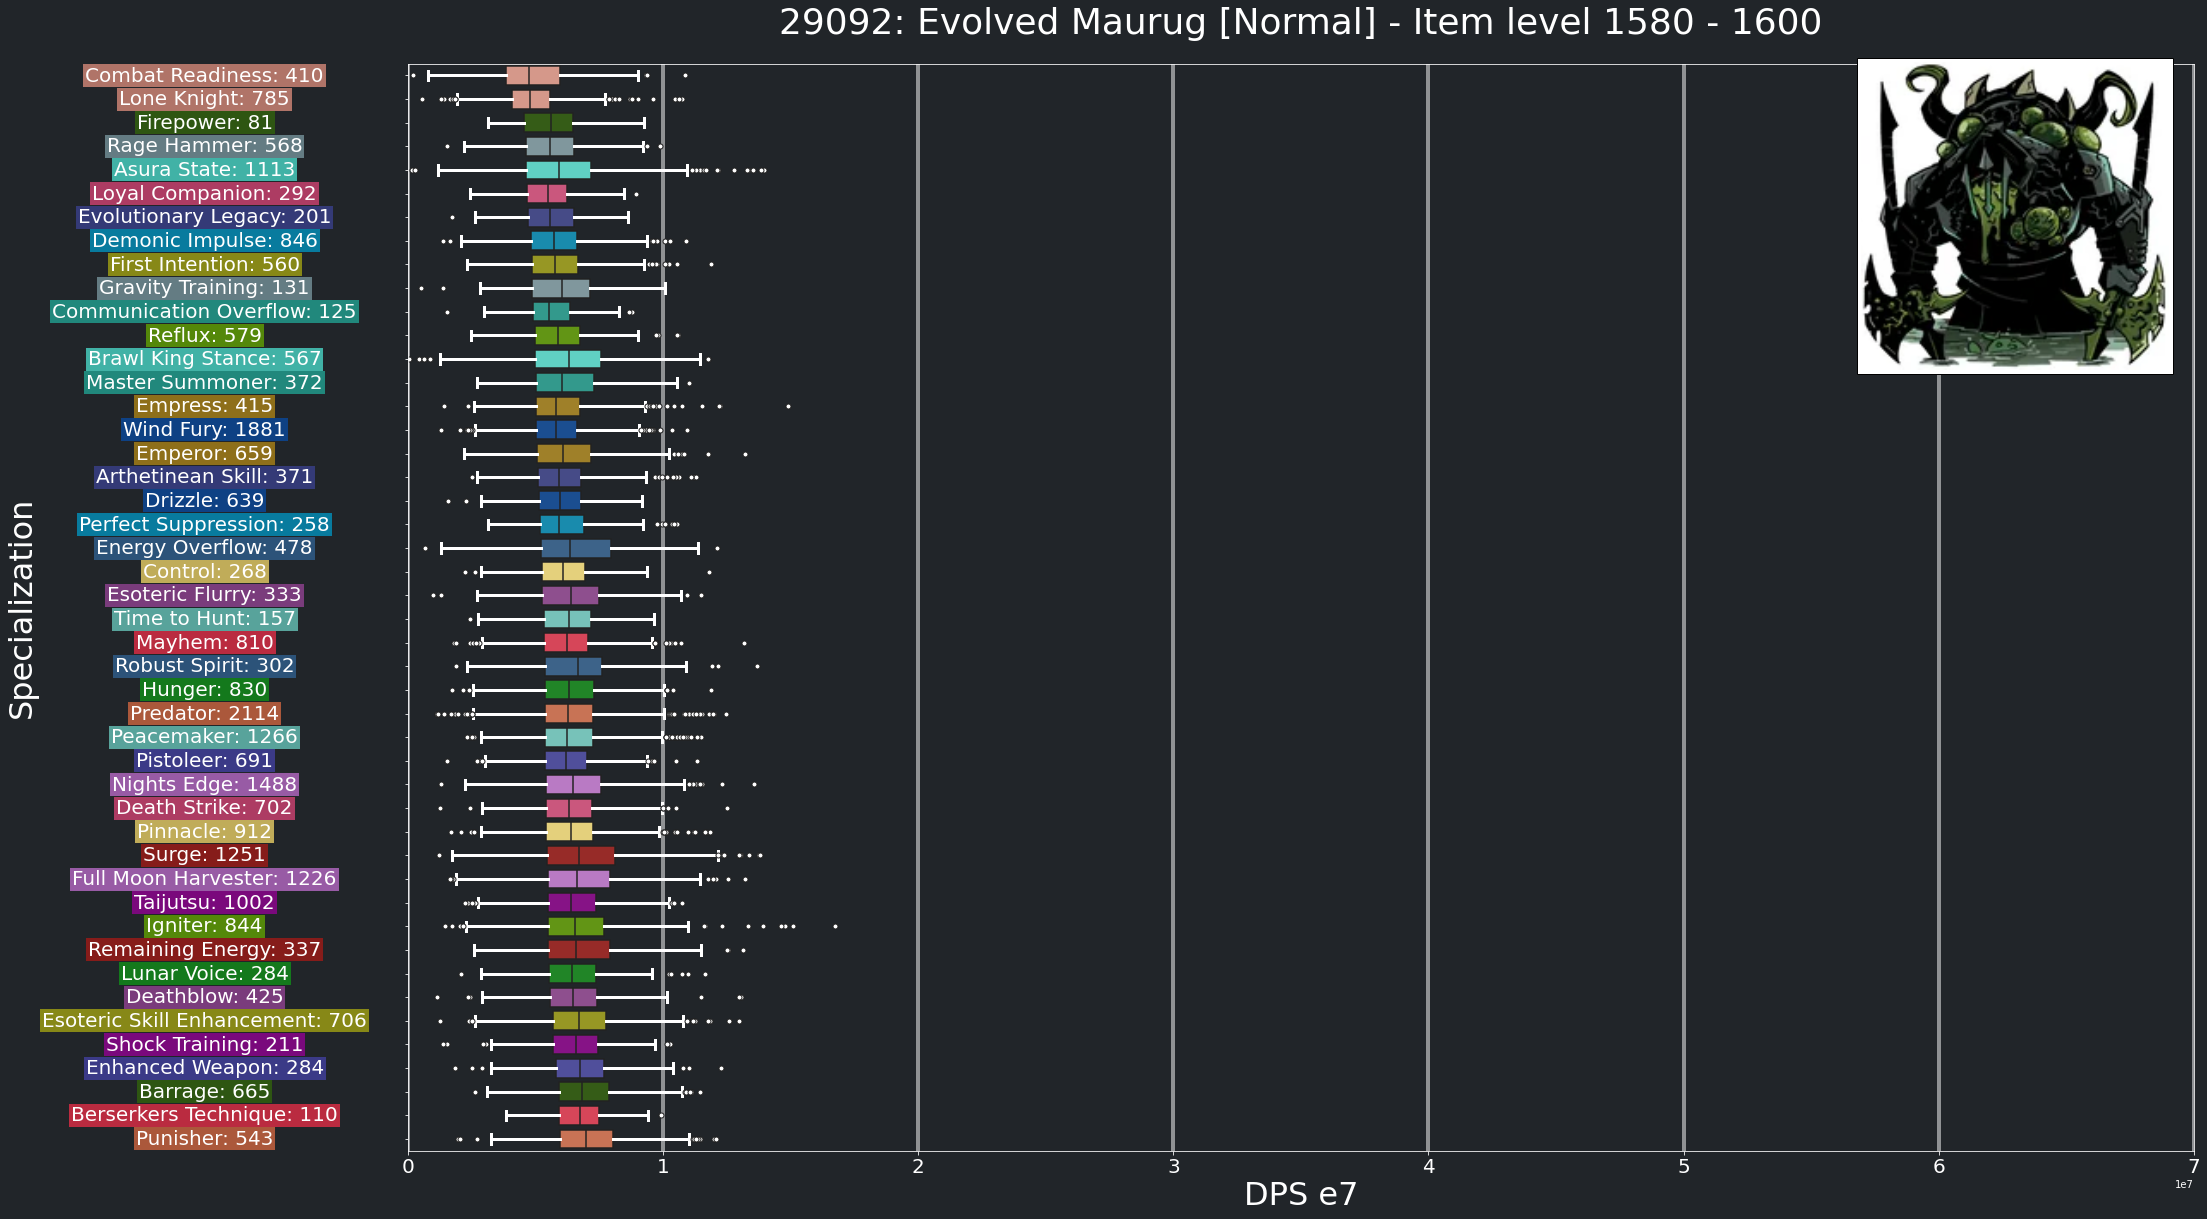 29092: Evolved Maurug [Normal] - Item level 1580 - 1600
Combat Readiness: 410
Lone Knight: 785
Firepower: 81
Rage Hammer: 568
Asura State: 1113
Loyal Companion: 292
Evolutionary Legacy: 201
Demonic Impulse: 846
First Intention: 560
Gravity Training: 131
Communication Overflow: 125
Reflux: 579
Brawl King Stance: 567
Master Summoner: 372
Empress: 415
Wind Fury: 1881
Emperor: 659
Arthetinean Skill: 371
Drizzle: 639
Perfect Suppression: 258
Energy Overflow: 478
Control: 268
Esoteric Flurry: 333
Time to Hunt: 157
Mayhem: 810
Robust Spirit: 302
Hunger: 830
Predator: 2114
Peacemaker: 1266
Pistoleer: 691
Nights Edge: 1488
Death Strike: 702
Pinnacle: 912
Surge: 1251
Full Moon Harvester: 1226
Taijutsu: 1002
Igniter: 844
Remaining Energy: 337
Lunar Voice: 284
Deathblow: 425
Esoteric Skill Enhancement: 706
Shock Training: 211
Enhanced Weapon: 284
Barrage: 665
Berserkers Technique: 110
Punisher: 543
Specialization
0 1 2 3 4 5 6 7
1e7
DPS e7